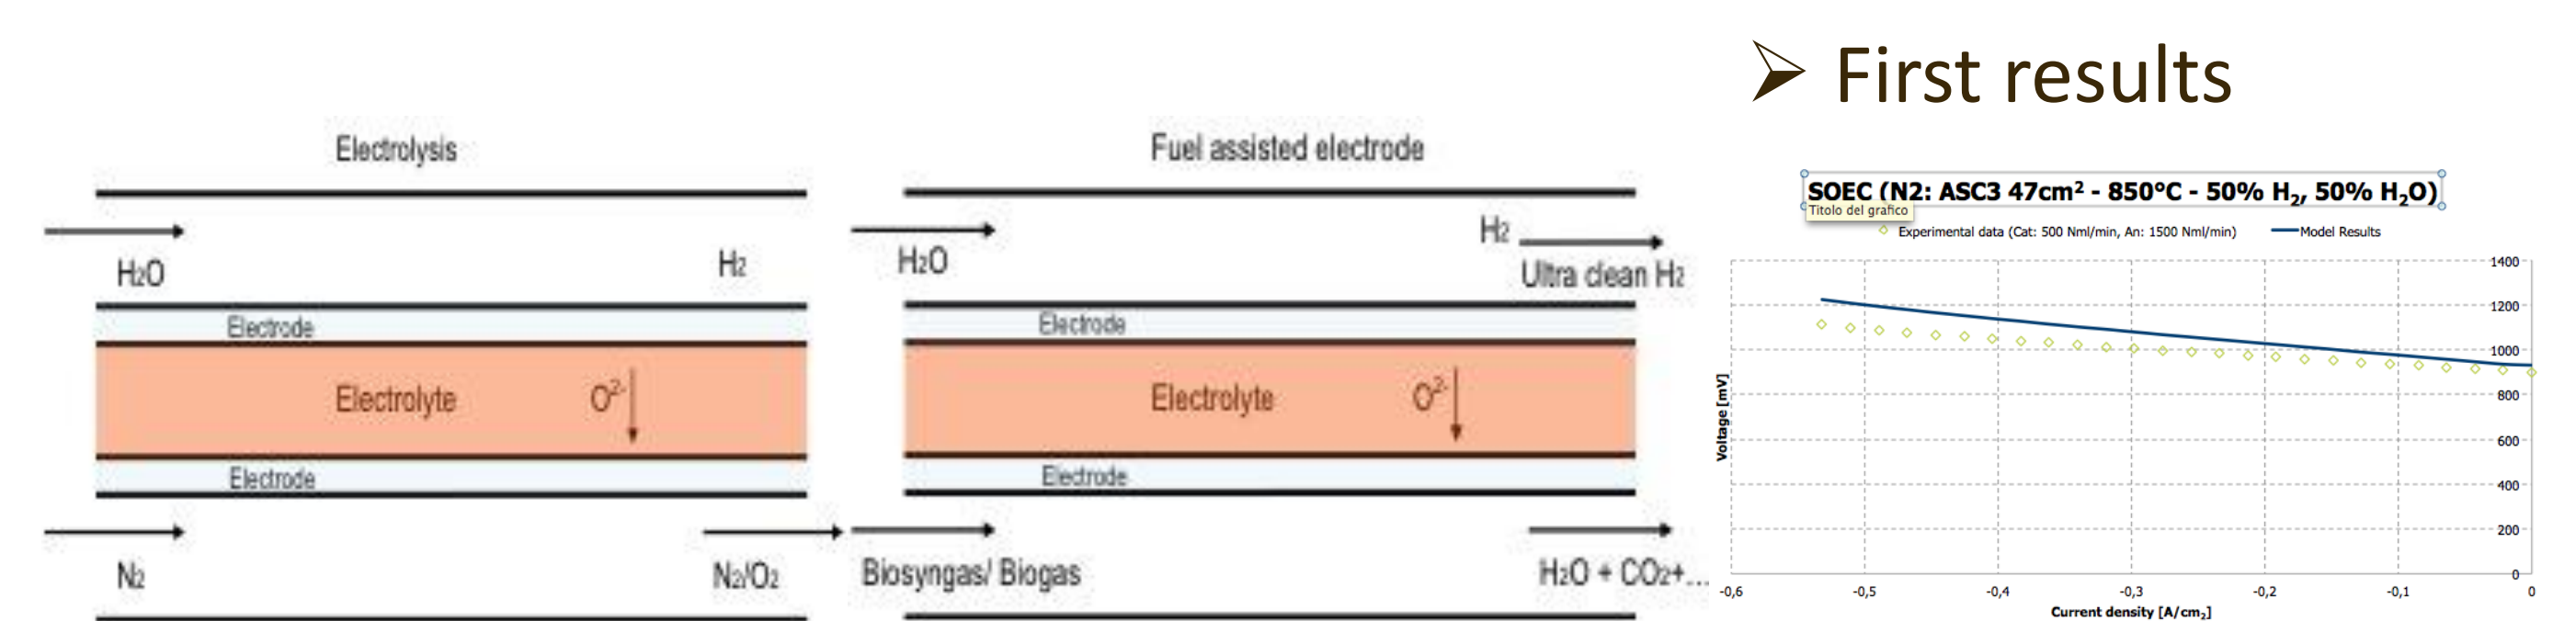 Electrolysis
H2O
H2
Electrode
Electrolyte
O2-
Electrode
N2
N2/O2
Fuel assisted electrode
H2O
H2
Ultra clean H2
Electrode
Electrolyte
O2-
Electrode
Biosyngas/ Biogas
H2O + CO2+...
First results
SOEC (N2: ASC3 47cm² - 850°C - 50% H₂, 50% H₂O)
Titolo del grafico
Experimental data (Cat: 500 Nml/min, An: 1500 Nml/min)
Model Results
Voltage [mV]
1400
1200
1000
800
600
400
200
0
-0,6
-0,5
-0,4
-0,3
-0,2
-0,1
0
Current density [A/cm₂]